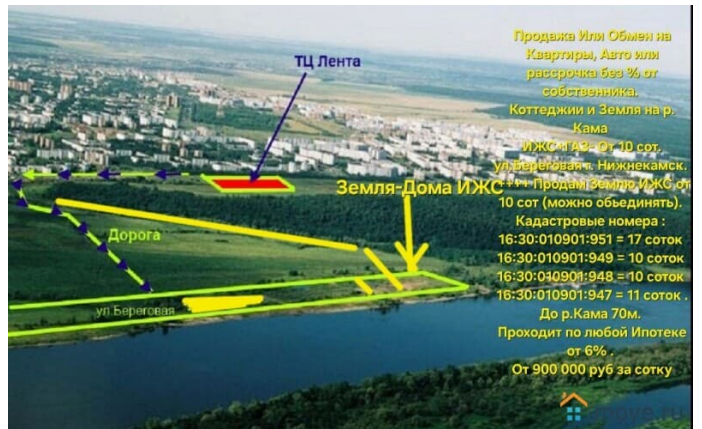 ТЦ Лента
Земля-Дома ИЖС
Дорога
ул.Береговая
Продажа Или Обмен на
Квартиры, Авто или
рассрочка без % от
собственника.
Коттеджии и Земля на р.
Кама
ИЖС+ГАЗ- От 10 сот.
ул.Береговая г. Нижнекамск.
++++ Продам Землю ИЖС от
10 сот (можно объединять).
Кадастровые номера :
16:30:010901:951 = 17 соток
16:30:010901:949 = 10 соток
16:30:010901:948 = 10 соток
16:30:010901:947 = 11 соток .
До р.Кама 70м.
Проходит по любой Ипотеке
от 6% .
От 900 000 руб за сотку